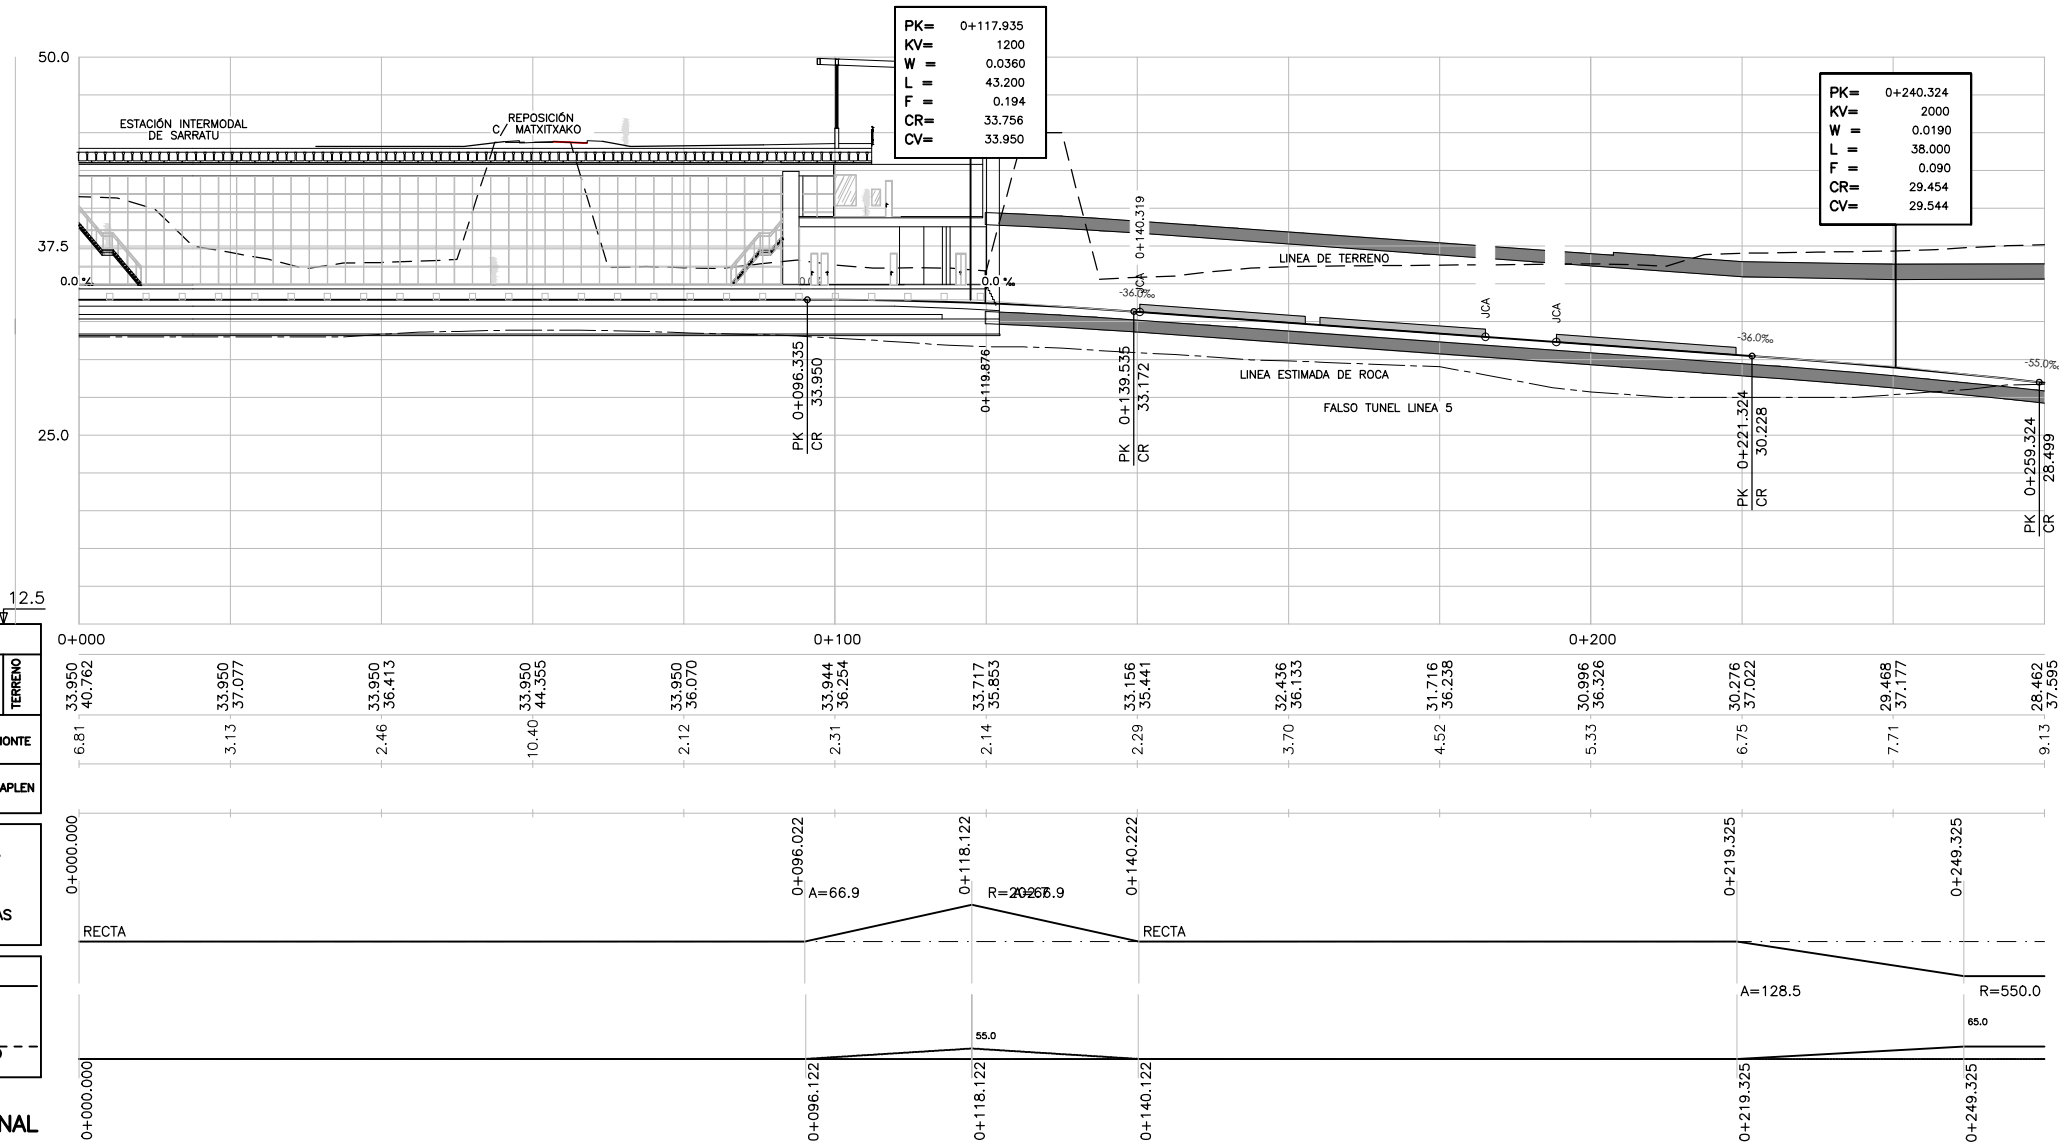 PK= 0+117.935
KV= 1200
W = 0.0360
L = 43.200
F = 0.194
CR= 33.756
CV= 33.950
PK= 0+240.324
KV= 2000
W = 0.0190
L = 38.000
F = 0.090
CR= 29.454
CV= 29.544
50.0
37.5
25.0
12.5
ESTACIÓN INTERMODAL
DE SARRATU
REPOSICIÓN
C/ MATXITXAKO
0.0 ‰
0.0 ‰
JCA 0+140.319
-36.0‰
LINEA DE TERRENO
JCA
JCA
-36.0‰
-55.0‰
LINEA ESTIMADA DE ROCA
FALSO TUNEL LINEA 5
PK 0+096.335
CR 33.950
0+119.876
PK 0+139.535
CR 33.172
PK 0+221.324
CR 30.228
PK 0+259.324
CR 28.499
0+000 0+100 0+200
TERRENO
33.950 33.950 33.950 33.950 33.950 33.944 33.717 33.156 32.436 31.716 30.996 30.276 29.468 28.462
40.762 37.077 36.413 44.355 36.070 36.254 35.853 35.441 36.133 36.238 36.326 37.022 37.177 37.595
MONTE
6.81 3.13 2.46 10.40 2.12 2.31 2.14 2.29 3.70 4.52 5.33 6.75 7.71 9.13
APLEN
0+000.000 0+096.022 0+118.122 0+140.222 0+219.325 0+249.325
AS
A=66.9 R=202.7 A=66.9
RECTA RECTA
A=128.5 R=550.0
55.0 65.0
0+000.000 0+096.122 0+118.122 0+140.122 0+219.325 0+249.325
NAL